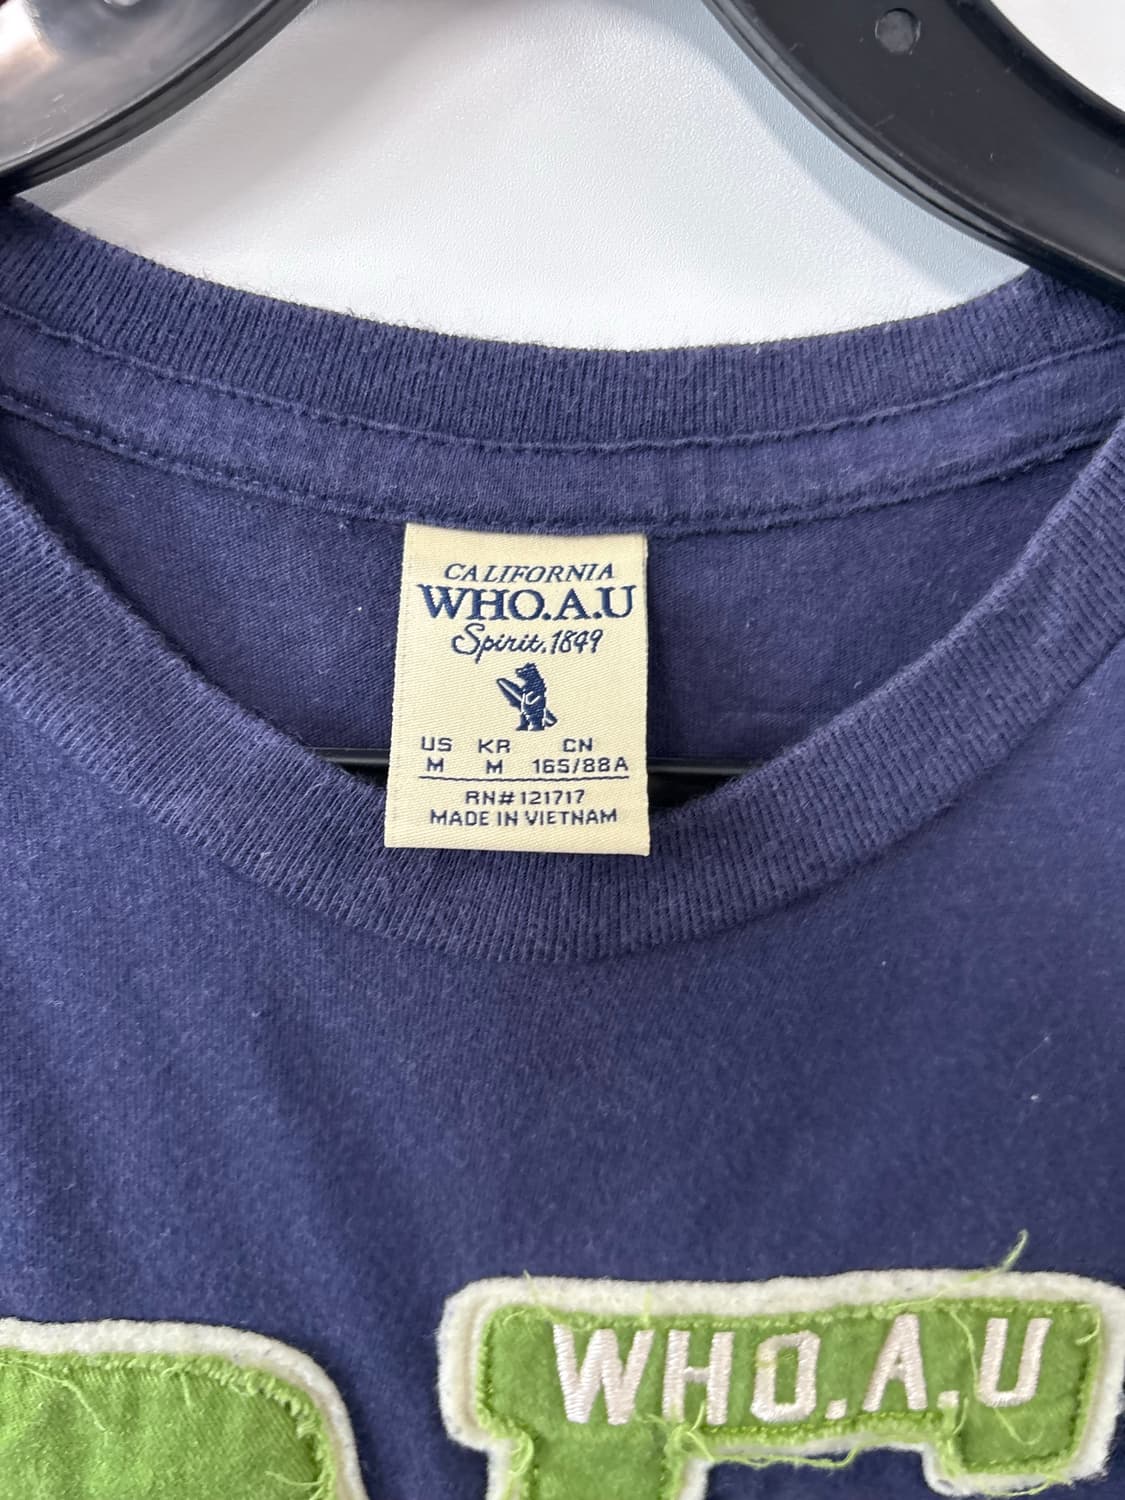 CALIFORNIA
WHO.A.U
Spirit.1849
US KR CN
M M 165/88A
RN#121717
MADE IN VIETNAM
WHO.A.U